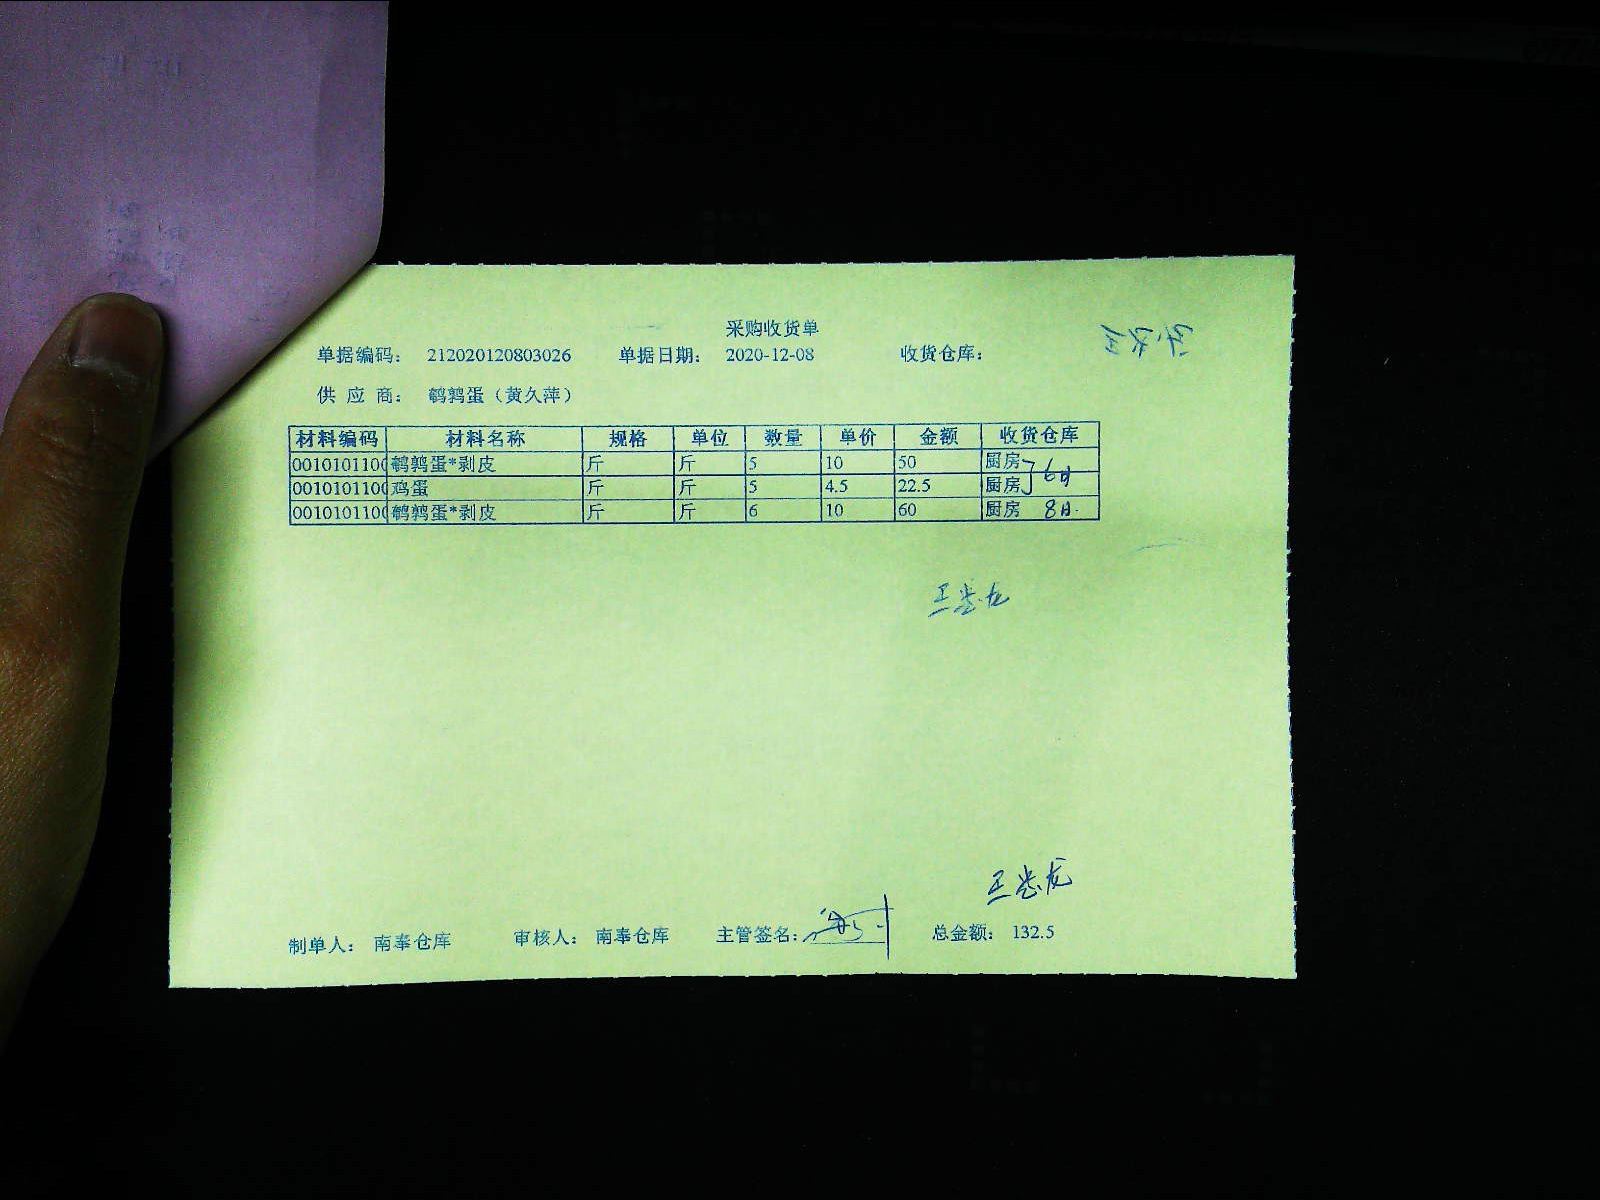 采购收货单
单据编码： 212020120803026 单据日期： 2020-12-08 收货仓库：
供应商： 鹌鹑蛋（黄久萍）
材料编码 材料名称 规格 单位 数量 单价 金额 收货仓库
0010101100 鹌鹑蛋*剥皮 斤 斤 5 10 50 厨房
6日
0010101100 鸡蛋 斤 斤 5 4.5 22.5 厨房
0010101100 鹌鹑蛋*剥皮 斤 斤 6 10 60 厨房 8日.
制单人： 南奉仓库 审核人： 南奉仓库 主管签名： 总金额： 132.5